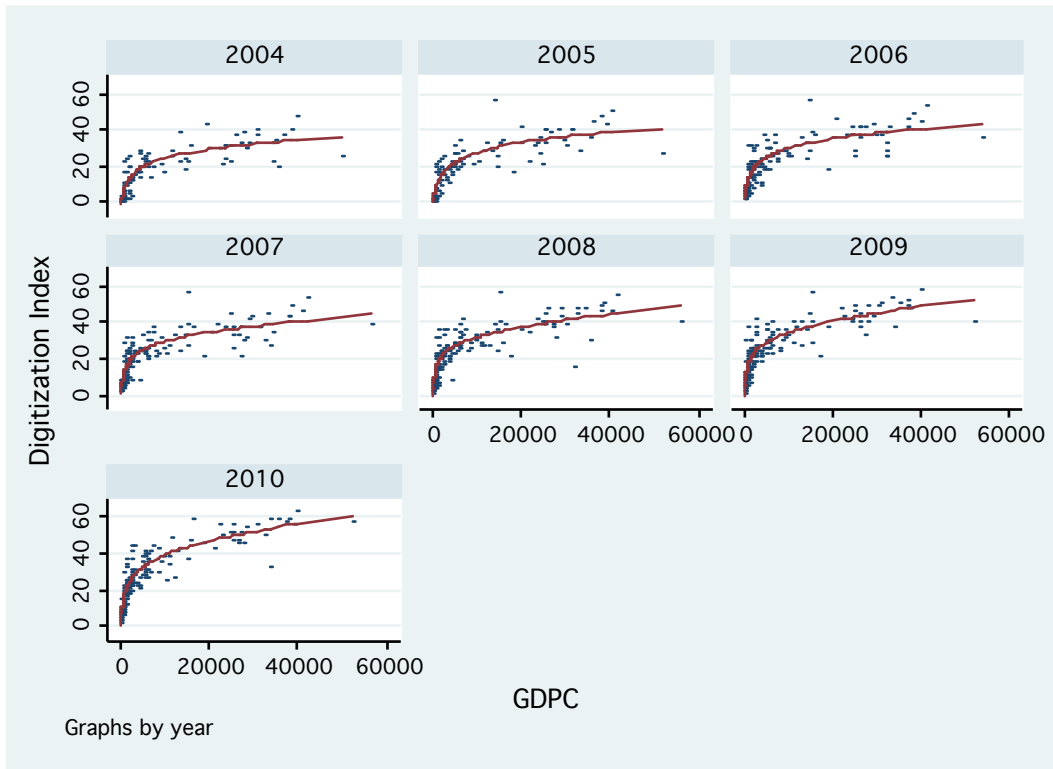 2004 2005 2006
0 20 40 60
2007 2008 2009
0 20 40 60
0 20000 40000 60000 0 20000 40000 60000
2010
0 20 40 60
0 20000 40000 60000
Digitization Index
GDPC
Graphs by year